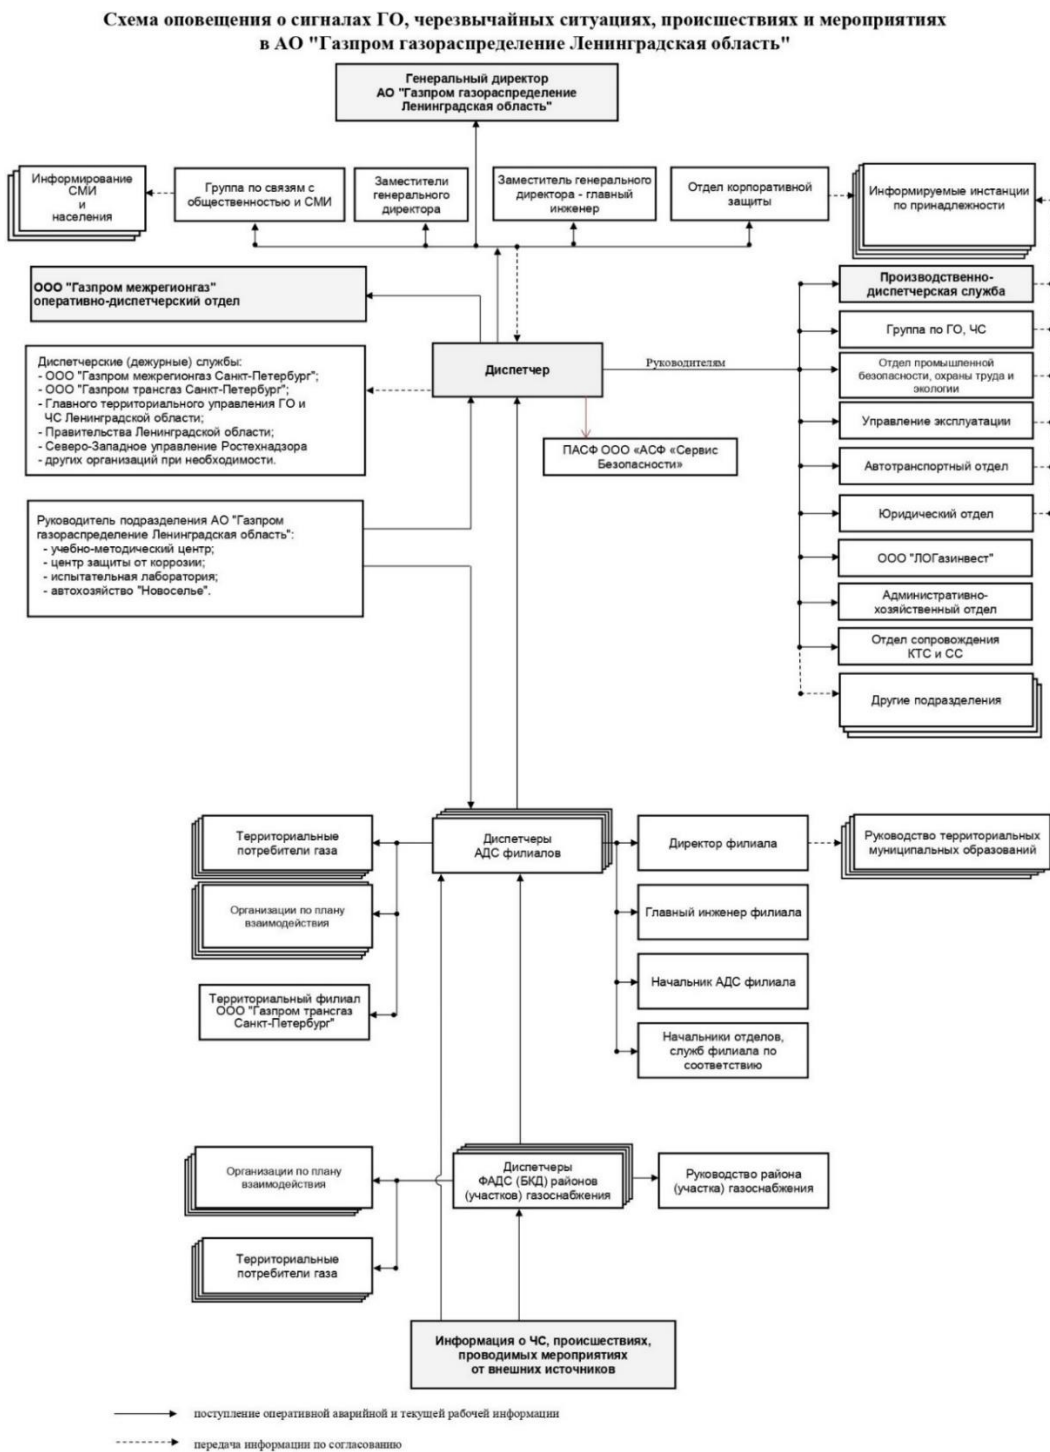 Схема оповещения о сигналах ГО, черезвычайных ситуациях, происшествиях и мероприятиях
в АО "Газпром газораспределение Ленинградская область"
Генеральный директор
АО "Газпром газораспределение
Ленинградская область"
Информирование
СМИ
и
населения
Группа по связям с
общественностью и СМИ
Заместители
генерального
директора
Заместитель генерального
директора - главный
инженер
Отдел корпоративной
защиты
Информируемые инстанции
по принадлежности
ООО "Газпром межрегионгаз"
оперативно-диспетчерский отдел
Производственно-
диспетчерская служба
Группа по ГО, ЧС
Диспетчерские (дежурные) службы:
- ООО "Газпром межрегионгаз Санкт-Петербург";
- ООО "Газпром трансгаз Санкт-Петербург";
- Главного территориального управления ГО и
ЧС Ленинградской области;
- Правительства Ленинградской области;
- Северо-Западное управление Ростехнадзора
- других организаций при необходимости.
Диспетчер
Руководителям
Отдел промышленной
безопасности, охраны труда и
экологии
Управление эксплуатации
ПАСФ ООО «АСФ «Сервис
Безопасности»
Автотранспортный отдел
Юридический отдел
Руководитель подразделения АО "Газпром
газораспределение Ленинградская область":
- учебно-методический центр;
- центр защиты от коррозии;
- испытательная лаборатория;
- автохозяйство "Новоселье".
ООО "ЛОГазинвест"
Административно-
хозяйственный отдел
Отдел сопровождения
КТС и СС
Другие подразделения
Территориальные
потребители газа
Диспетчеры
АДС филиалов
Директор филиала
Руководство территориальных
муниципальных образований
Организации по плану
взаимодействия
Главный инженер филиала
Территориальный филиал
ООО "Газпром трансгаз
Санкт-Петербург"
Начальник АДС филиала
Начальники отделов,
служб филиала по
соответствию
Организации по плану
взаимодействия
Диспетчеры
ФАДС (БКД) районов
(участков) газоснабжения
Руководство района
(участка) газоснабжения
Территориальные
потребители газа
Информация о ЧС, происшествиях,
проводимых мероприятиях
от внешних источников
поступление оперативной аварийной и текущей рабочей информации
передача информации по согласованию